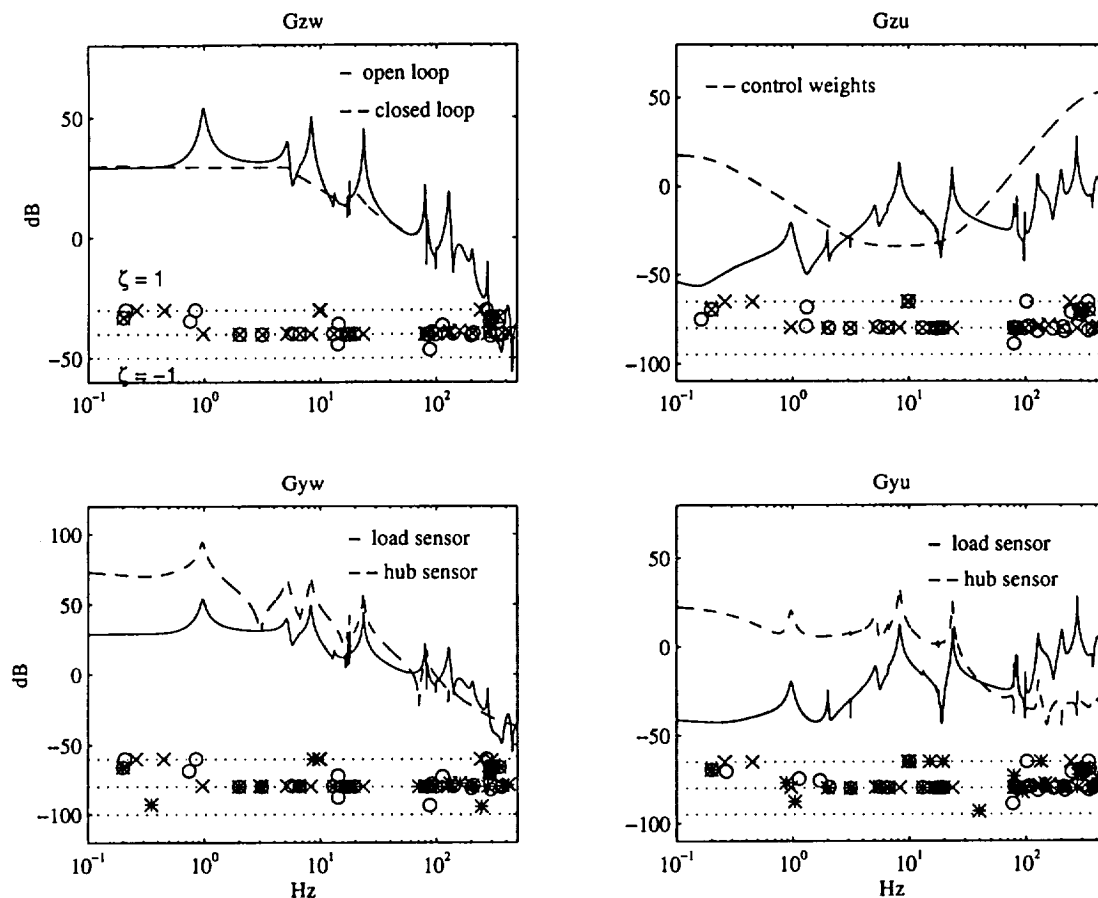 Gzw
50
0
−50
dB
– open loop
-- closed loop
ζ = 1
ζ = −1
10⁻¹ 10⁰ 10¹ 10²
Gzu
50
0
−50
−100
-- control weights
10⁻¹ 10⁰ 10¹ 10²
Gyw
100
50
0
−50
−100
dB
– load sensor
-- hub sensor
10⁻¹ 10⁰ 10¹ 10²
Hz
Gyu
50
0
−50
−100
– load sensor
-- hub sensor
10⁻¹ 10⁰ 10¹ 10²
Hz